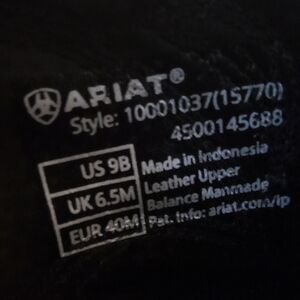 ARIAT®
Style: 10001037(15770)
4500145688
US 9B
UK 6.5M
EUR 40M
Made in Indonesia
Leather Upper
Balance Manmade
Pat. Info: ariat.com/ip